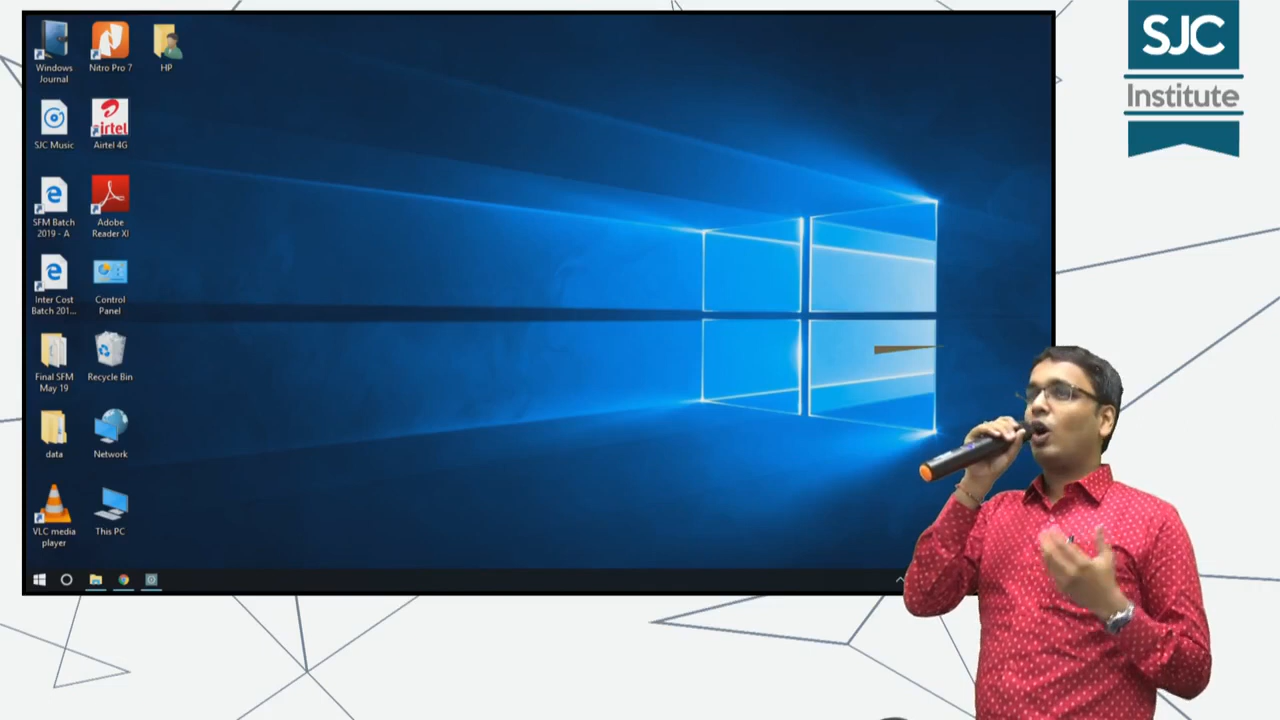 Windows
Journal
Nitro Pro 7
HP
SJC Music
airtel
Airtel 4G
SFM Batch
2019 - A
Adobe
Reader XI
Inter Cost
Batch 201...
Control
Panel
Final SFM
May 19
Recycle Bin
data
Network
VLC media
player
This PC
SJC
Institute